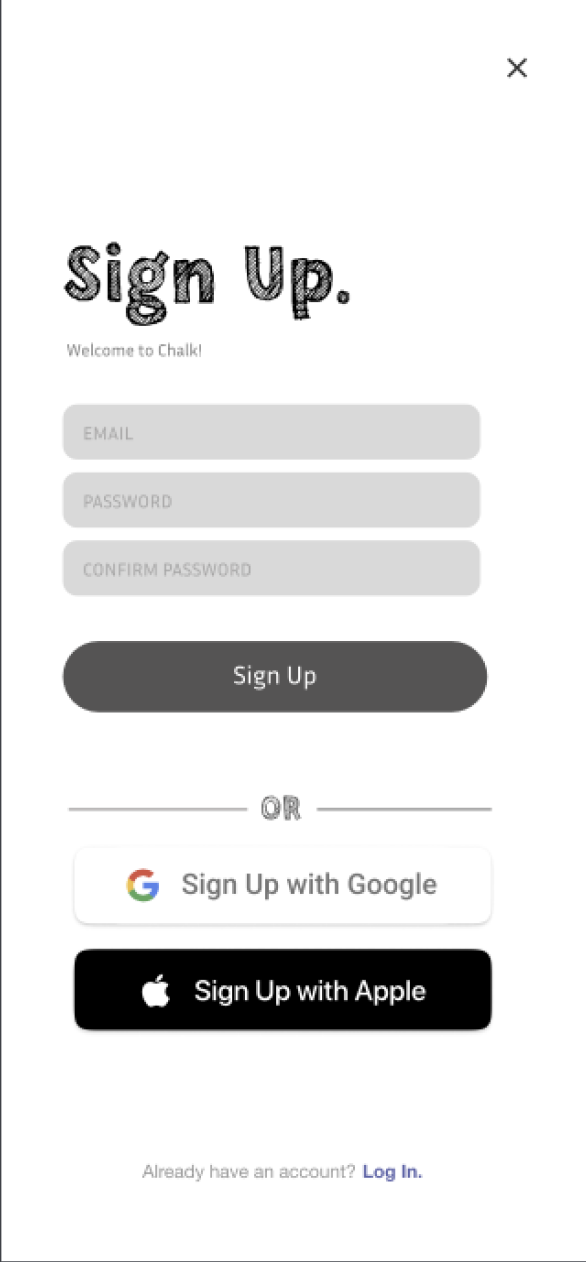 Sign Up.
Welcome to Chalk!
EMAIL
PASSWORD
CONFIRM PASSWORD
Sign Up
OR
Sign Up with Google
Sign Up with Apple
Already have an account? Log In.